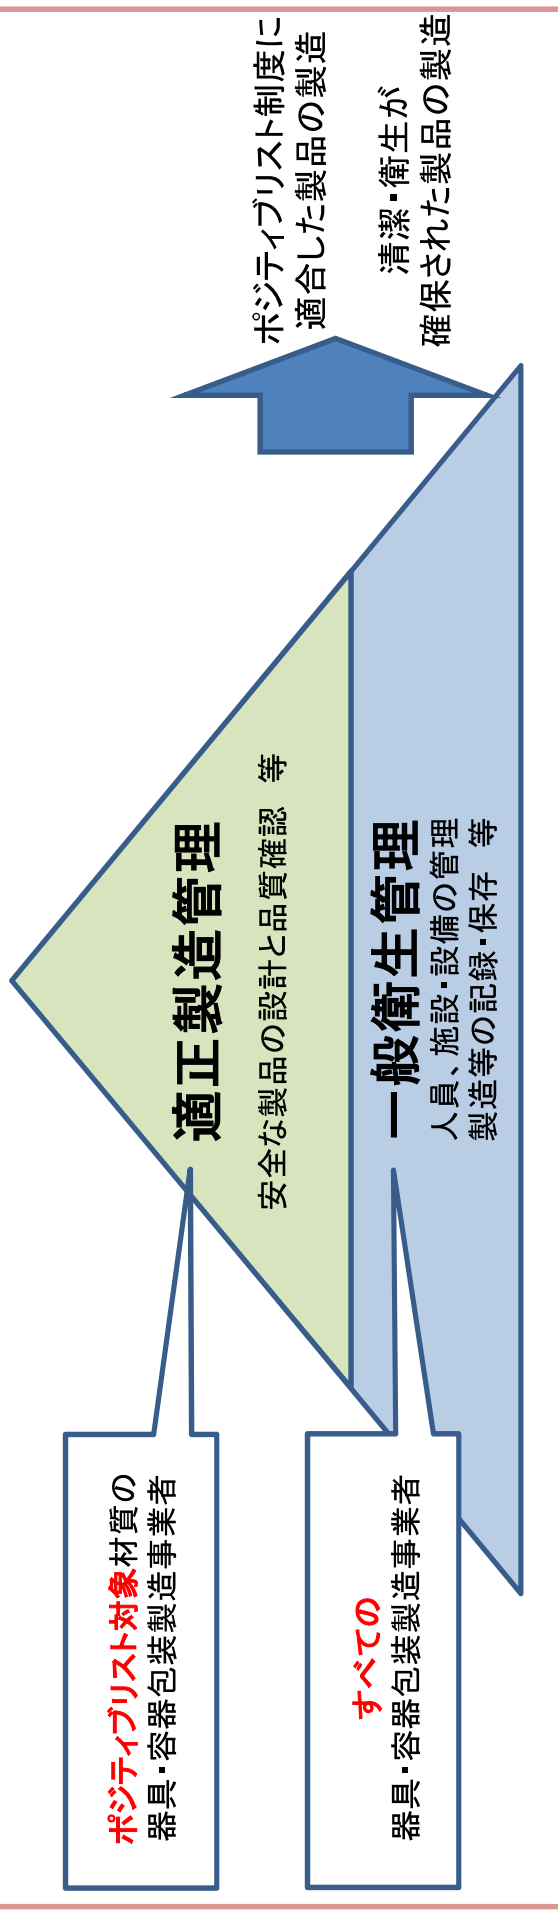 ポジティブリスト対象材質の
器具・容器包装製造事業者
すべての
器具・容器包装製造事業者
適正製造管理
安全な製品の設計と品質確認　等
一般衛生管理
人員、施設・設備の管理
製造等の記録・保存　等
ポジティブリスト制度に
適合した製品の製造
清潔・衛生が
確保された製品の製造